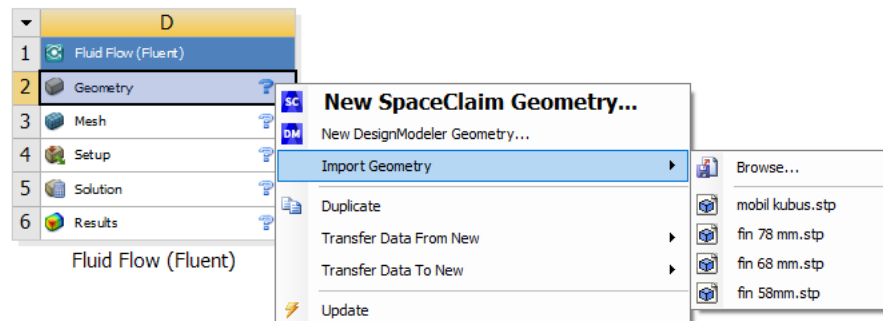 D
1 Fluid Flow (Fluent)
2 Geometry ?
3 Mesh ?
4 Setup ?
5 Solution ?
6 Results ?
Fluid Flow (Fluent)
SC New SpaceClaim Geometry...
DM New DesignModeler Geometry...
Import Geometry
Duplicate
Transfer Data From New
Transfer Data To New
Update
Browse...
mobil kubus.stp
fin 78 mm.stp
fin 68 mm.stp
fin 58mm.stp